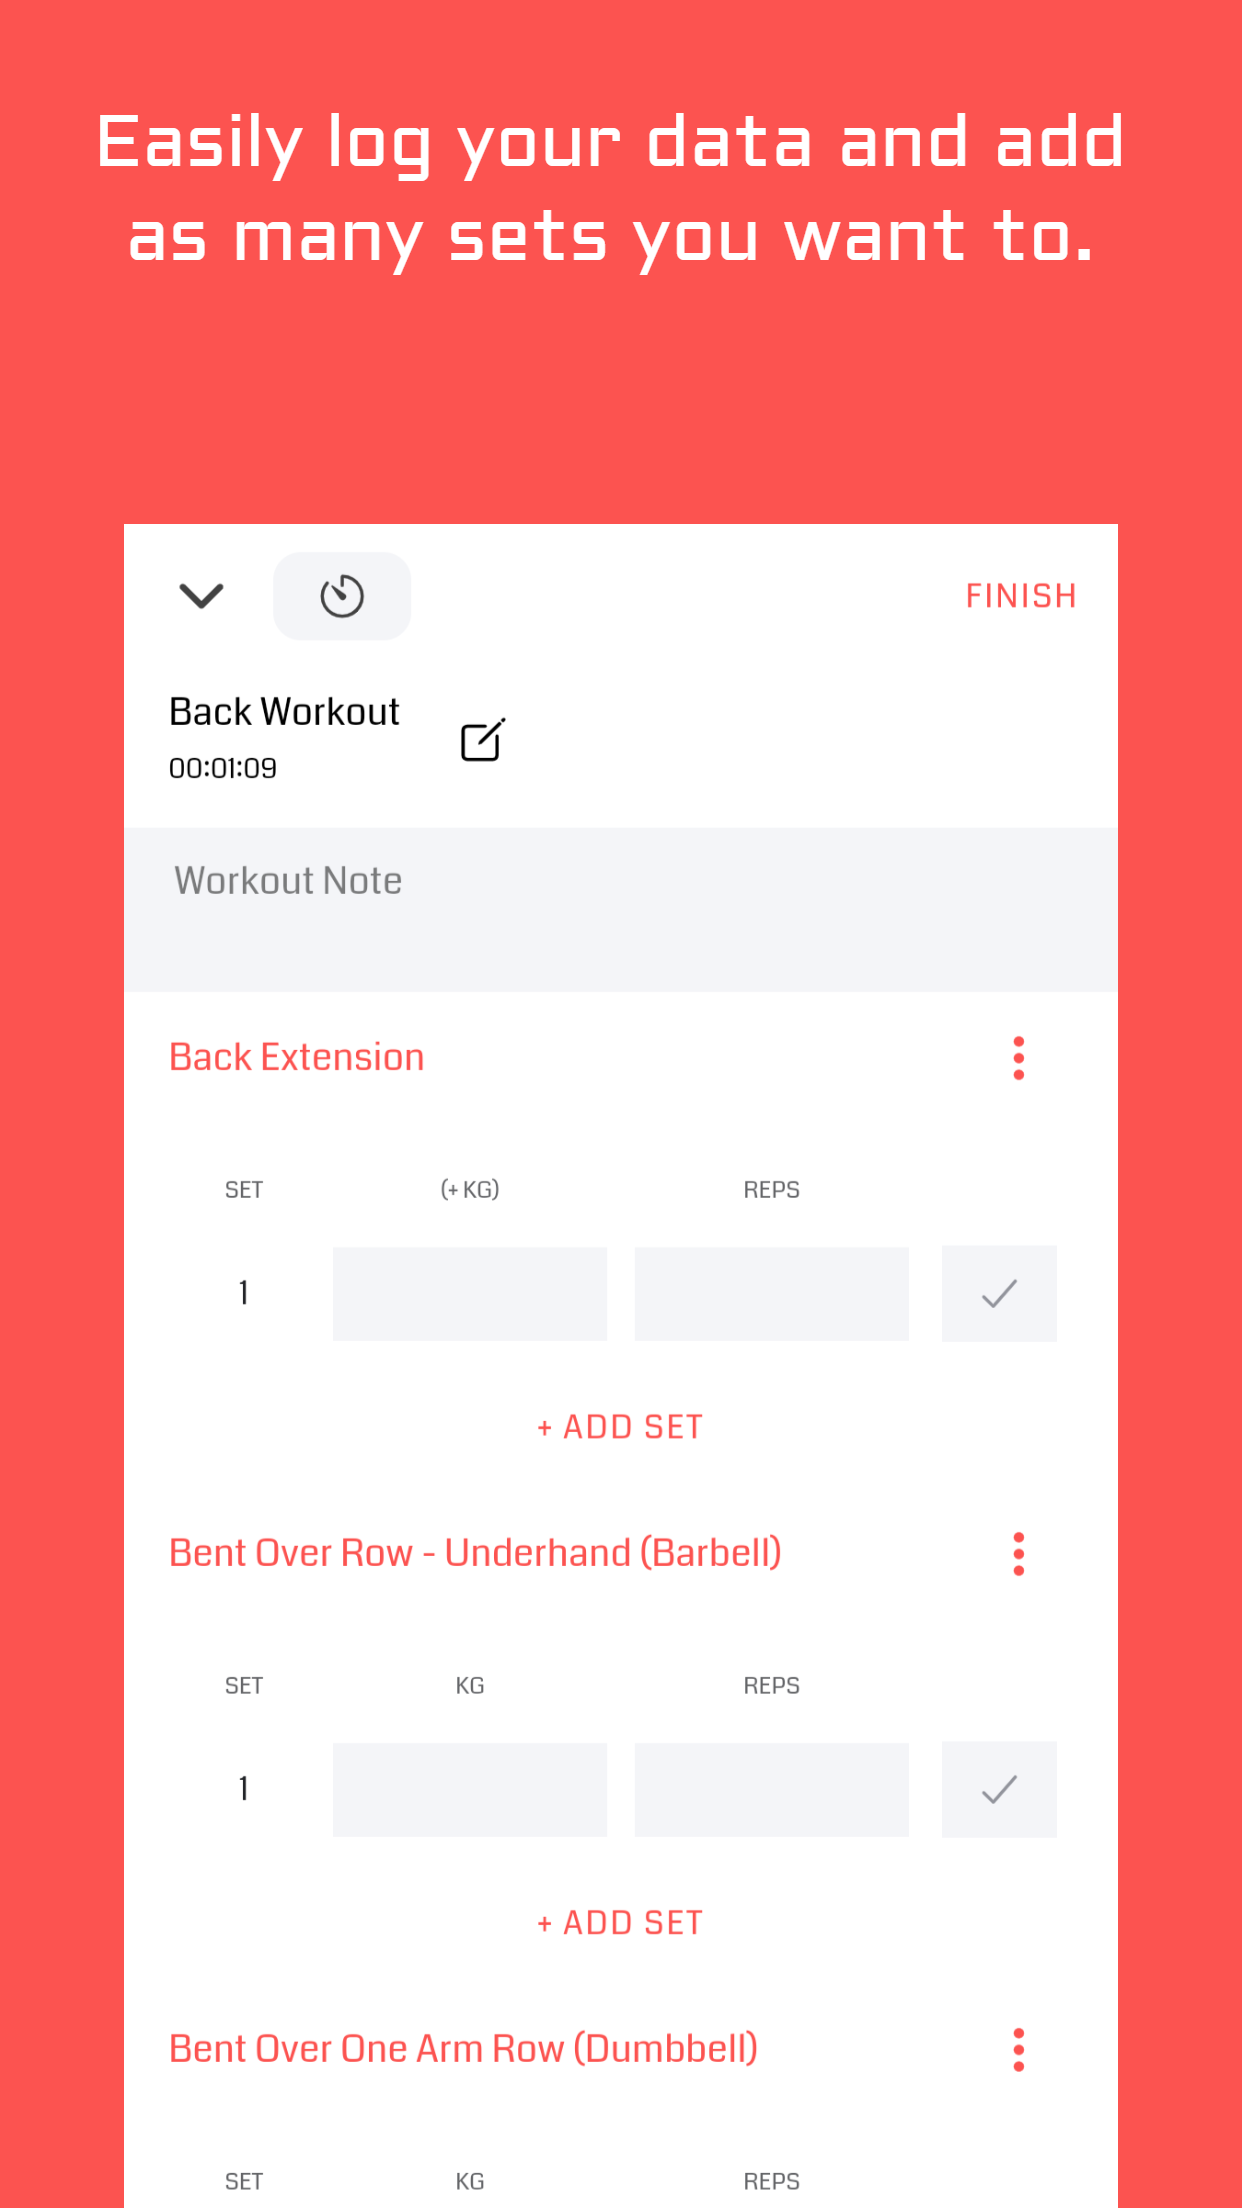 Easily log your data and add
as many sets you want to.
FINISH
Back Workout
00:01:09
Workout Note
Back Extension
SET (+ KG) REPS
1
+ ADD SET
Bent Over Row - Underhand (Barbell)
SET KG REPS
1
+ ADD SET
Bent Over One Arm Row (Dumbbell)
SET KG REPS